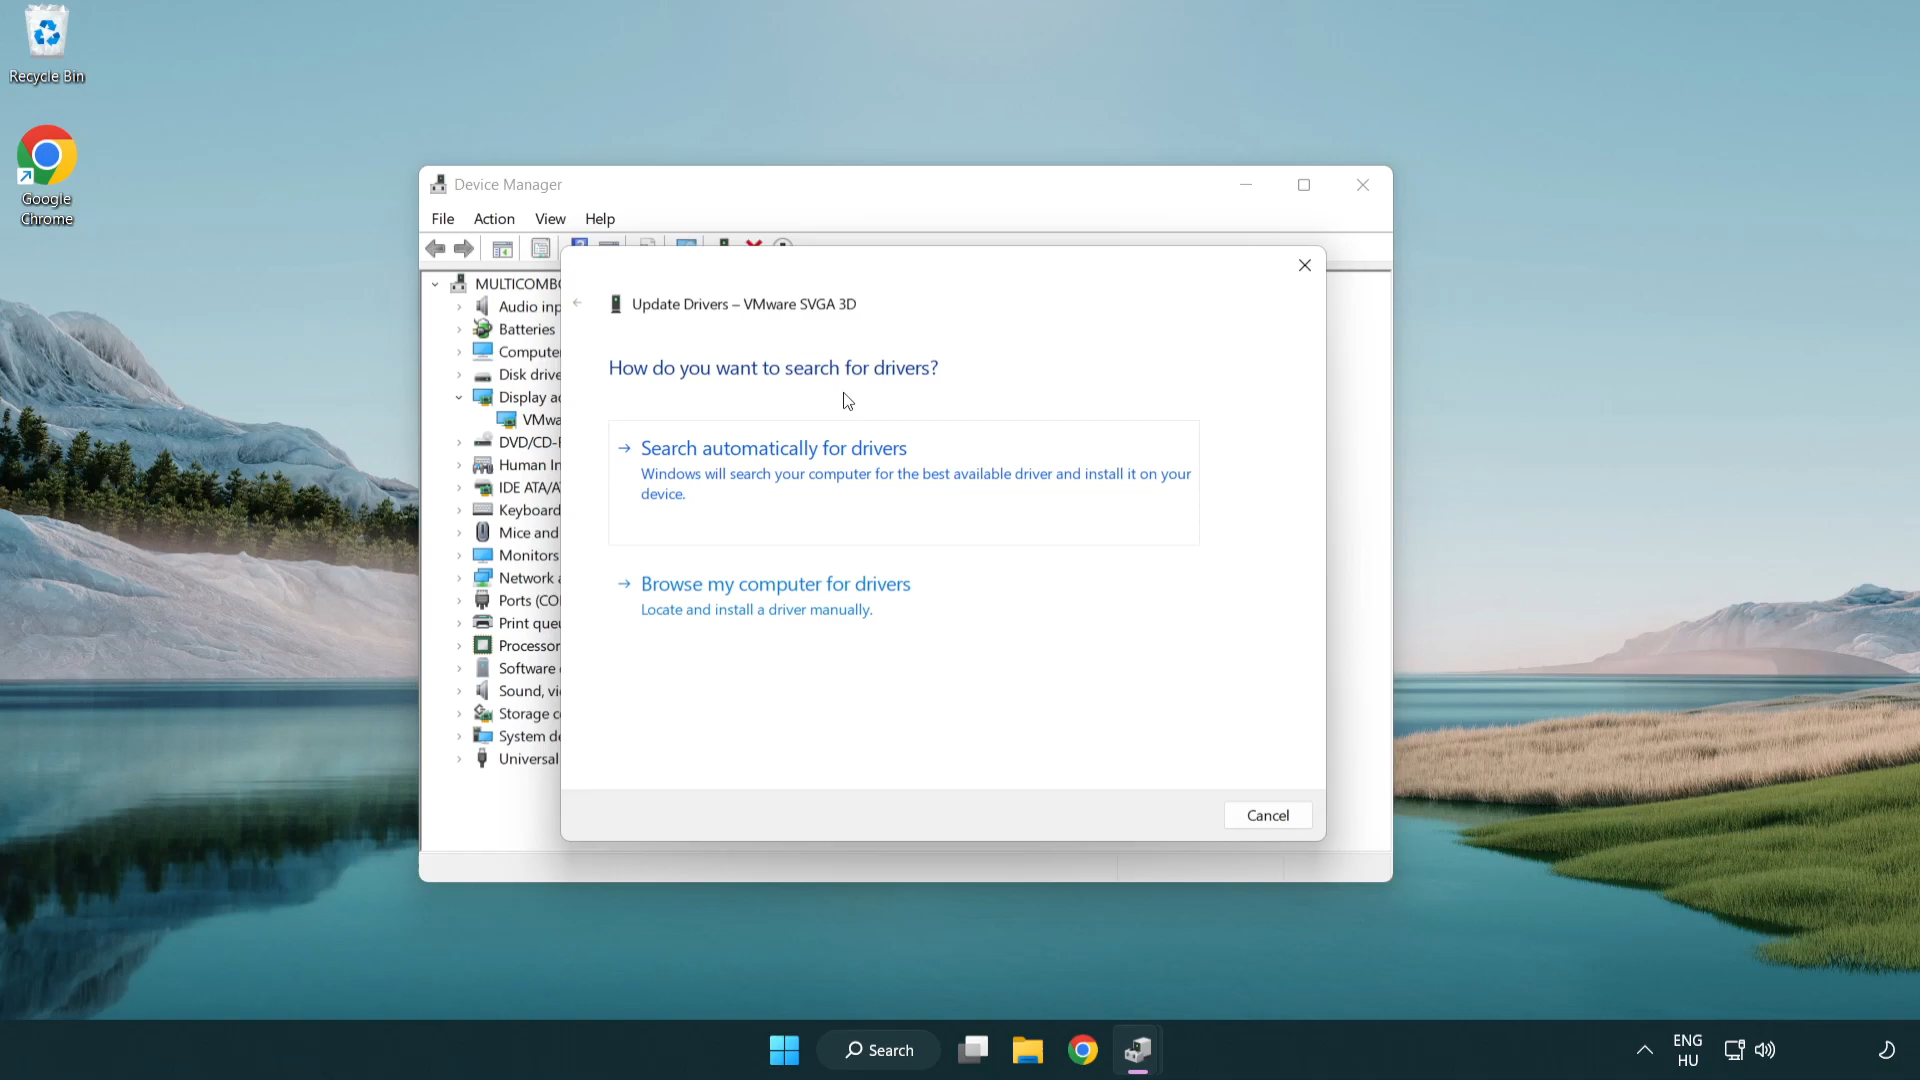 Recycle Bin
Google
Chrome
Device Manager
File Action View Help
MULTICOMB
Audio inp
Batteries
Compute
Disk drive
Display a
VMwa
DVD/CD-
Human In
IDE ATA/A
Keyboard
Mice and
Monitors
Network
Ports (CO
Print que
Processor
Software
Sound, vi
Storage c
System de
Universal
Update Drivers – VMware SVGA 3D
How do you want to search for drivers?
Search automatically for drivers
Windows will search your computer for the best available driver and install it on your
device.
Browse my computer for drivers
Locate and install a driver manually.
Cancel
Search
ENG
HU